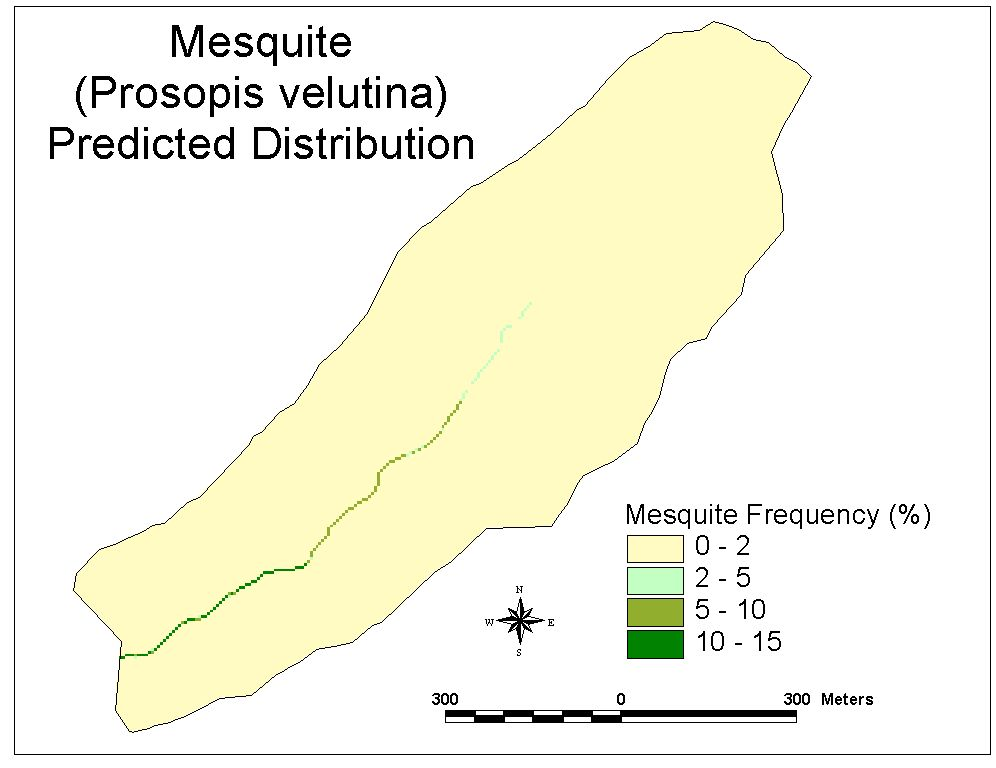 Mesquite
(Prosopis velutina)
Predicted Distribution
Mesquite Frequency (%)
0 - 2
2 - 5
5 - 10
10 - 15
N
W E
S
300 0 300 Meters